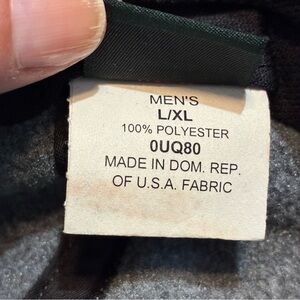 MEN'S
L/XL
100% POLYESTER
0UQ80
MADE IN DOM. REP.
OF U.S.A. FABRIC